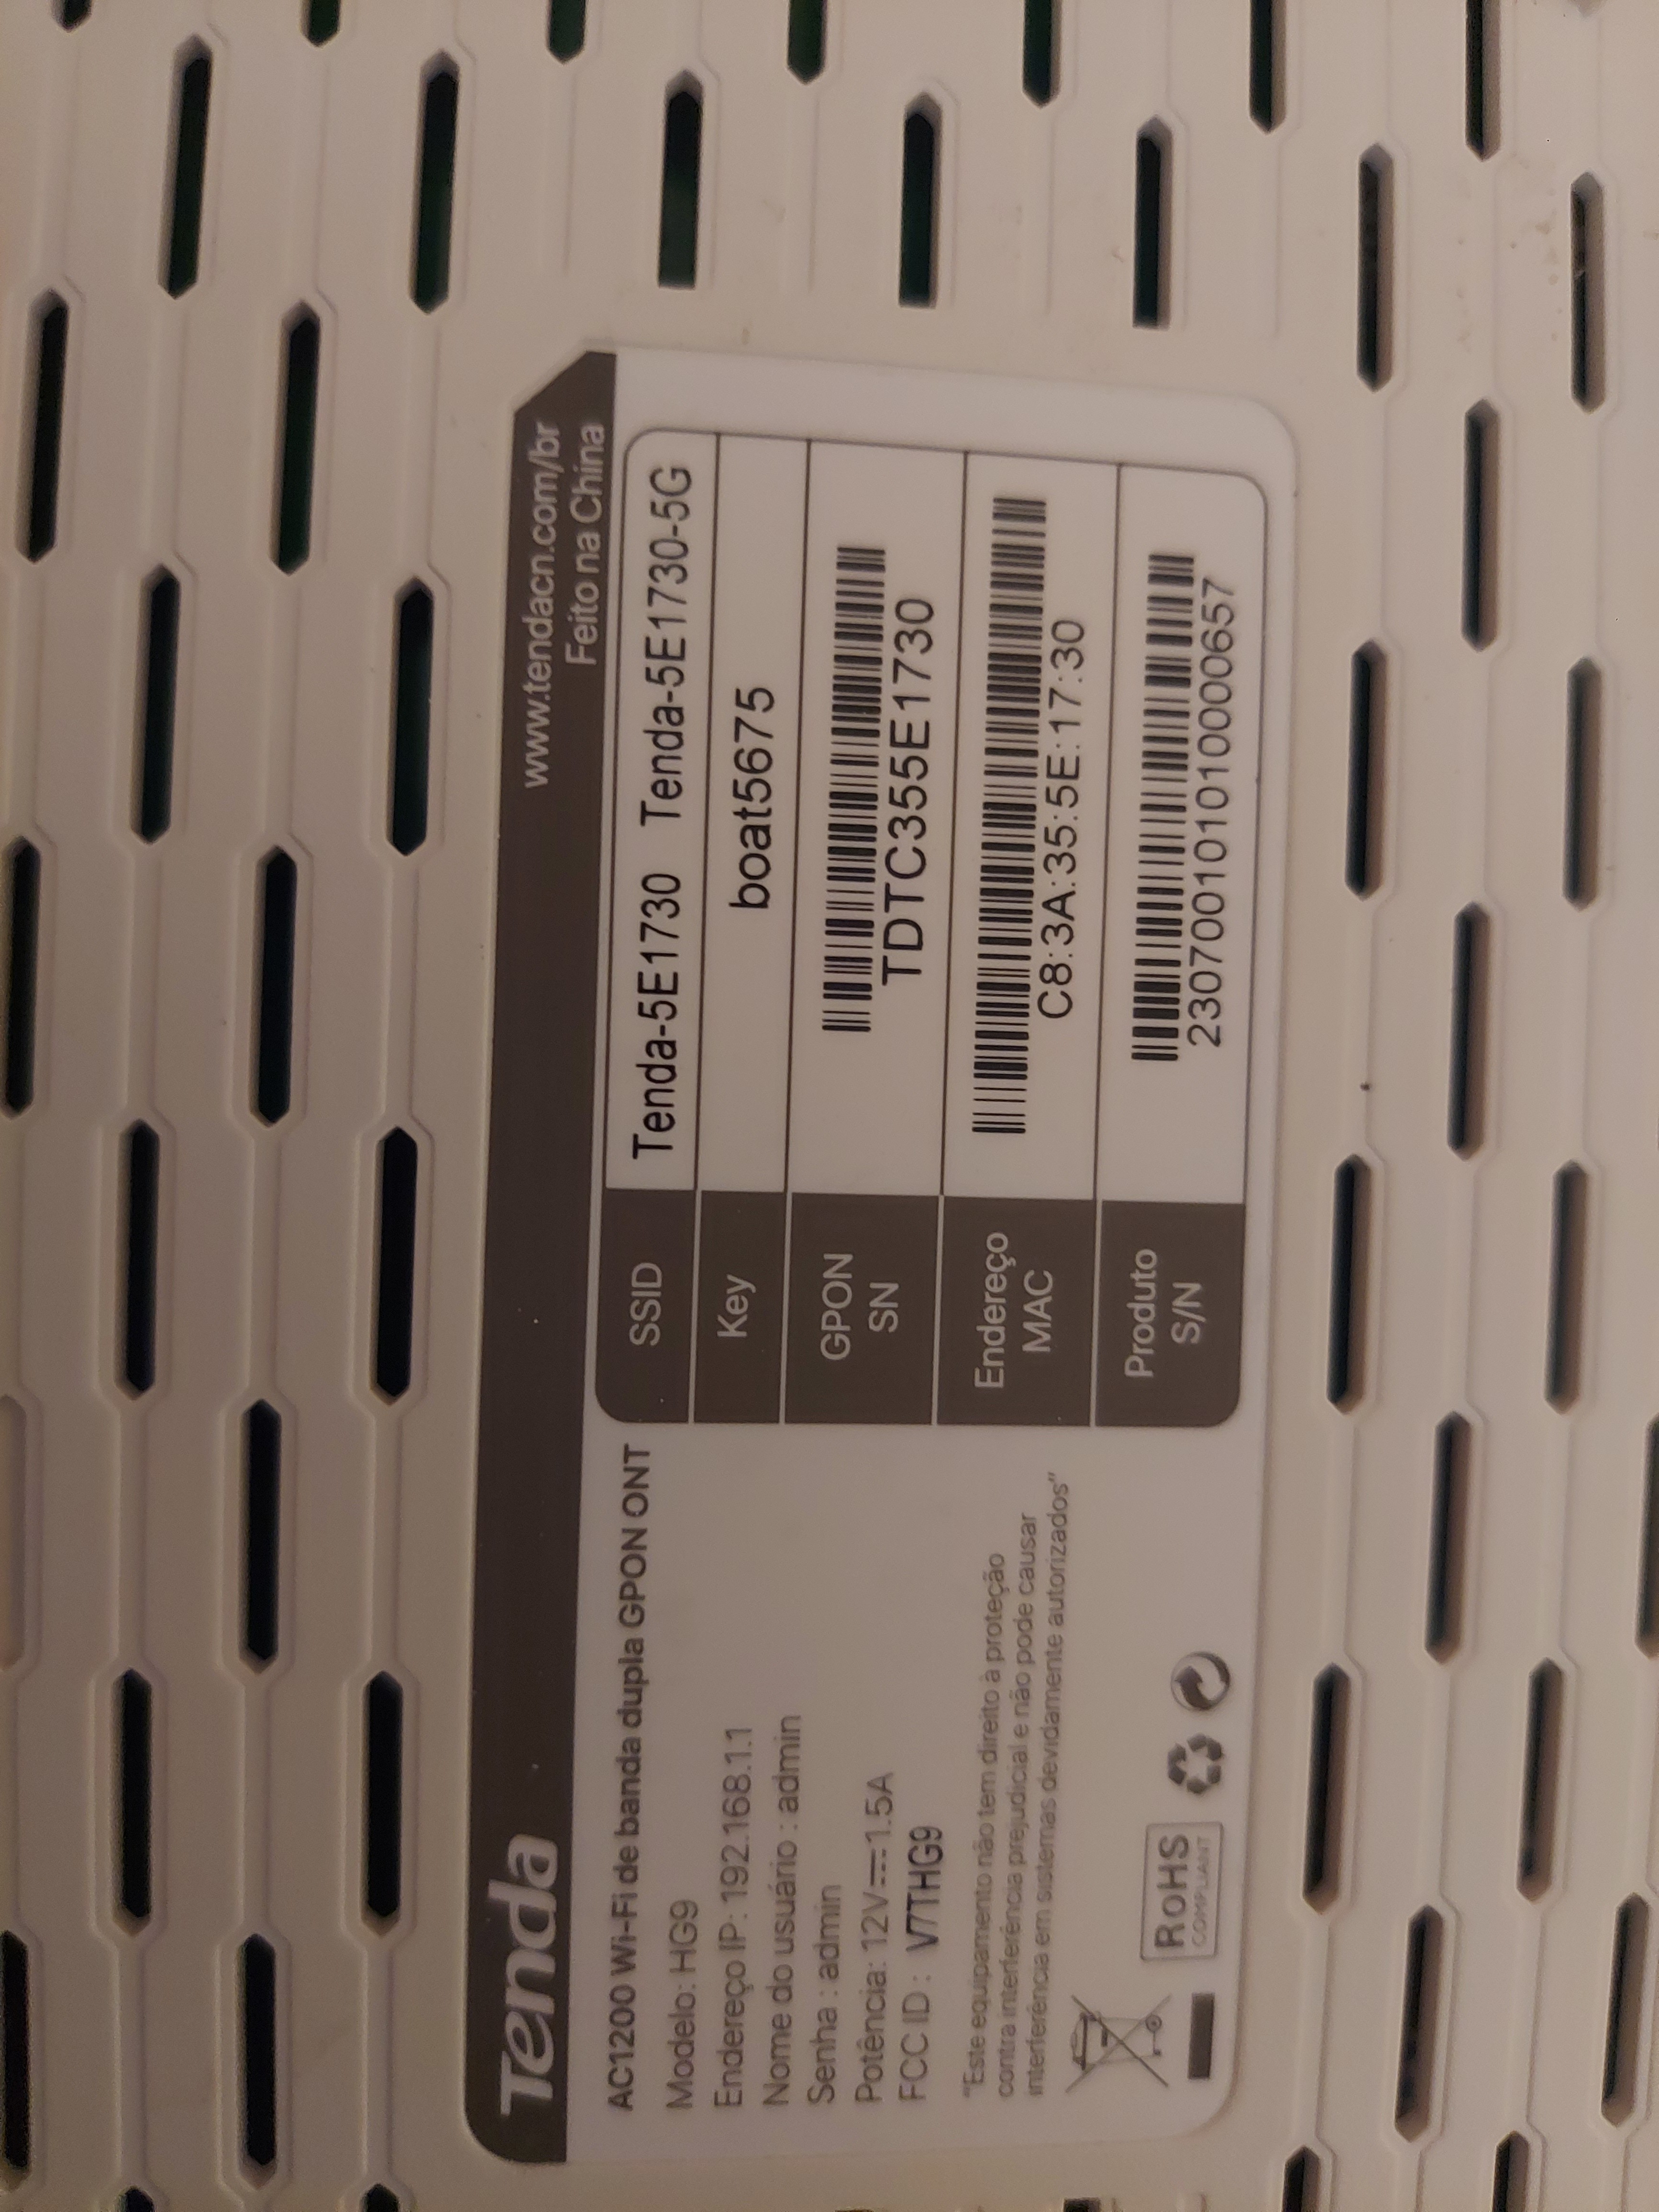 Tenda
www.tendacn.com/br
Feito na China
AC1200 Wi-Fi de banda dupla GPON ONT
Modelo: HG9
Endereço IP: 192.168.1.1
Nome do usuário : admin
Senha : admin
Potência: 12V⎓1.5A
FCC ID : V7THG9
"Este equipamento não tem direito à proteção
contra interferência prejudicial e não pode causar
interferência em sistemas devidamente autorizados"
RoHS
COMPLIANT
SSID
Tenda-5E1730 Tenda-5E1730-5G
Key
boat5675
GPON
SN
TDTC355E1730
Endereço
MAC
C8:3A:35:5E:17:30
Produto
S/N
23070010101000657